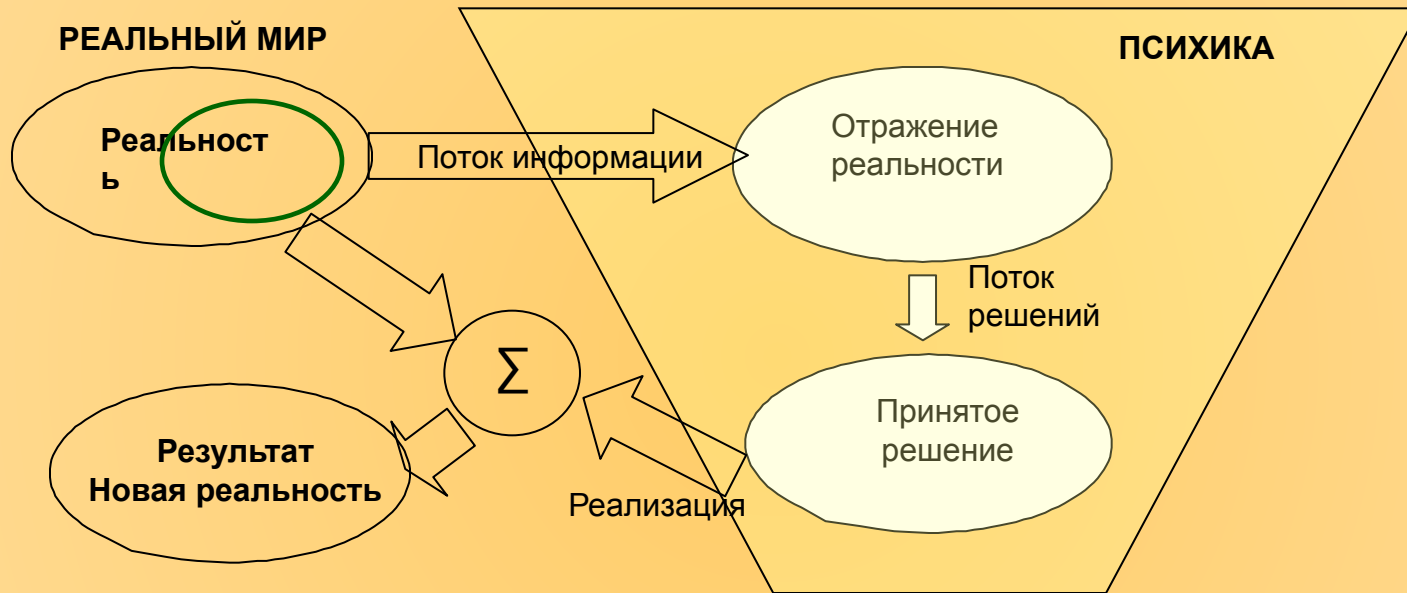 РЕАЛЬНЫЙ МИР
ПСИХИКА
Реальност
ь
Поток информации
Отражение
реальности
Поток
решений
Σ
Принятое
решение
Результат
Новая реальность
Реализация